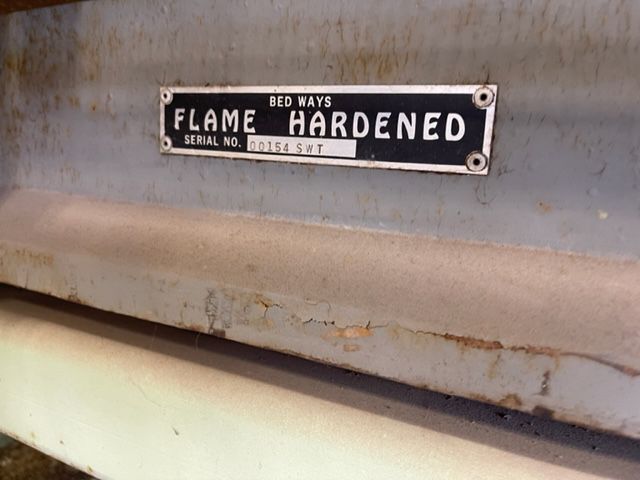 BED WAYS
FLAME HARDENED
SERIAL NO. 00154 SWT